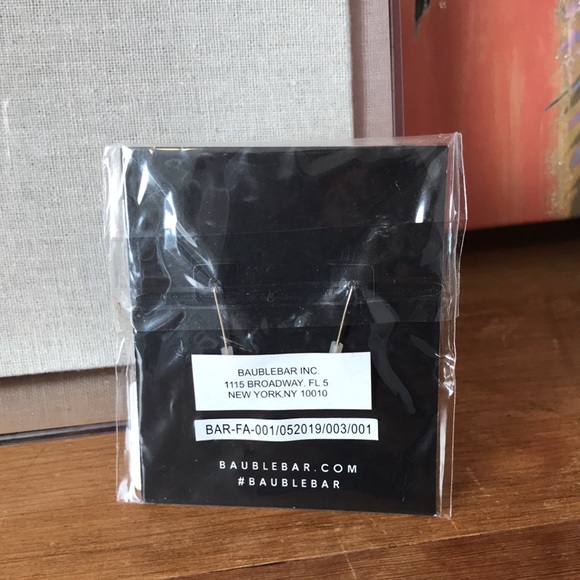 BAUBLEBAR INC.
1115 BROADWAY, FL 5
NEW YORK,NY 10010
BAR-FA-001/052019/003/001
BAUBLEBAR.COM
#BAUBLEBAR